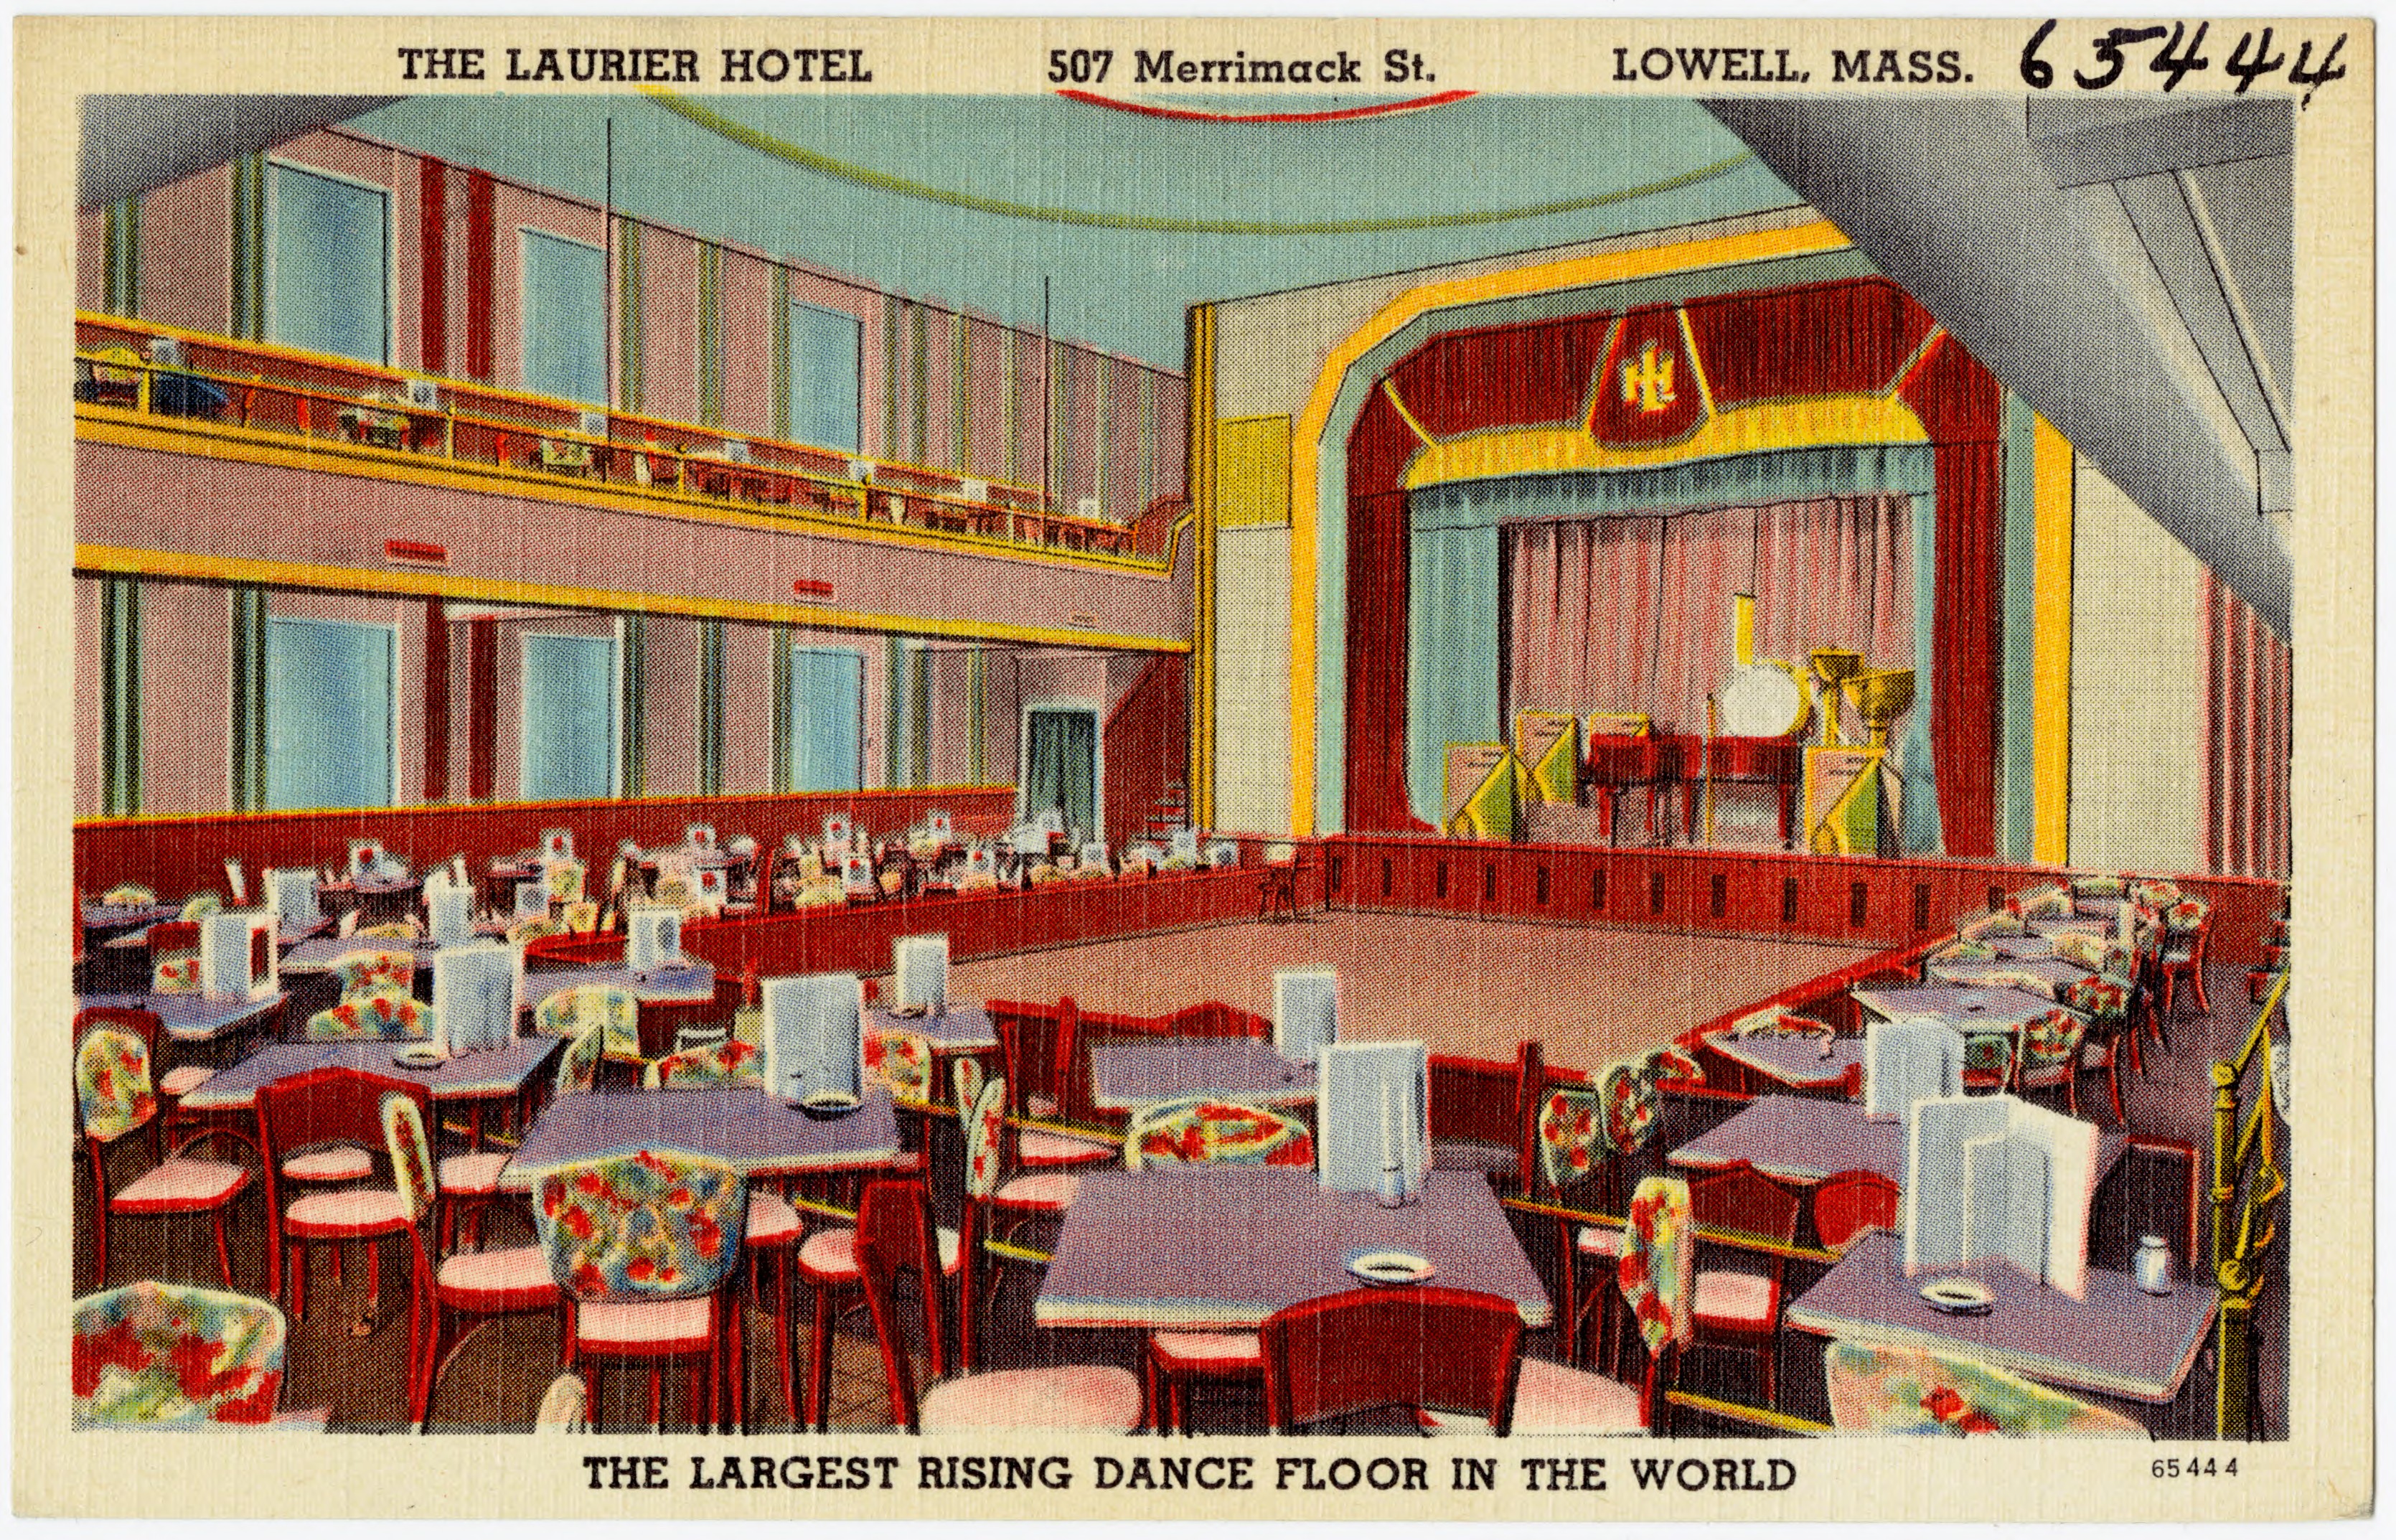 THE LAURIER HOTEL 507 Merrimack St. LOWELL, MASS. 65444
THE LARGEST RISING DANCE FLOOR IN THE WORLD 65444